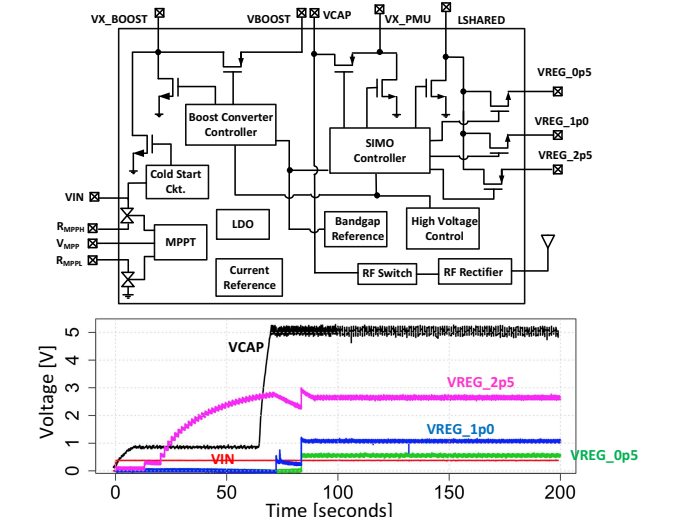 VX_BOOST VBOOST VCAP VX_PMU LSHARED
VREG_0p5
VREG_1p0
VREG_2p5
Boost Converter
Controller
SIMO
Controller
Cold Start
Ckt.
VIN
RMPPH
VMPP
RMPPL
MPPT
LDO
Current
Reference
Bandgap
Reference
High Voltage
Control
RF Switch
RF Rectifier
Voltage [V]
5
4
3
2
1
0
VCAP
VREG_2p5
VREG_1p0
VIN
VREG_0p5
0 50 100 150 200
Time [seconds]